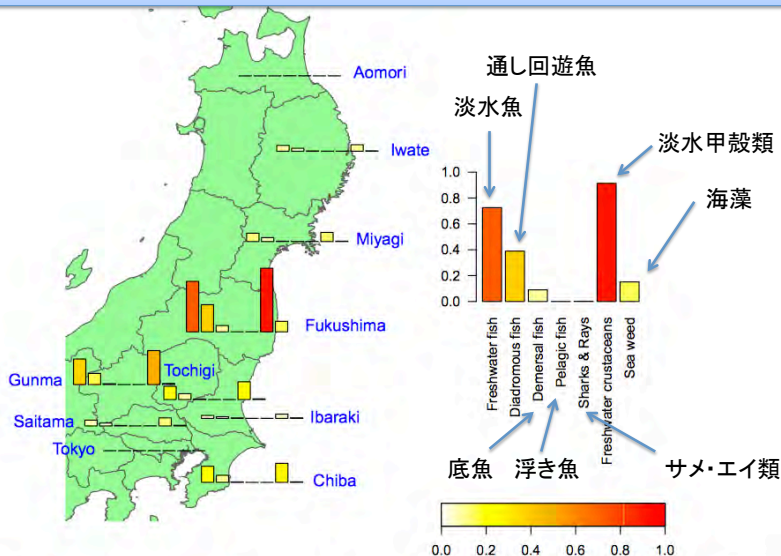 Aomori
Iwate
Miyagi
Fukushima
Tochigi
Gunma
Ibaraki
Saitama
Tokyo
Chiba
通し回遊魚
淡水魚
淡水甲殻類
海藻
1.0
0.8
0.6
0.4
0.2
0.0
Freshwater fish
Diadromous fish
Demersal fish
Pelagic fish
Sharks & Rays
Freshwater crustaceans
Sea weed
底魚 浮き魚 サメ・エイ類
0.0 0.2 0.4 0.6 0.8 1.0